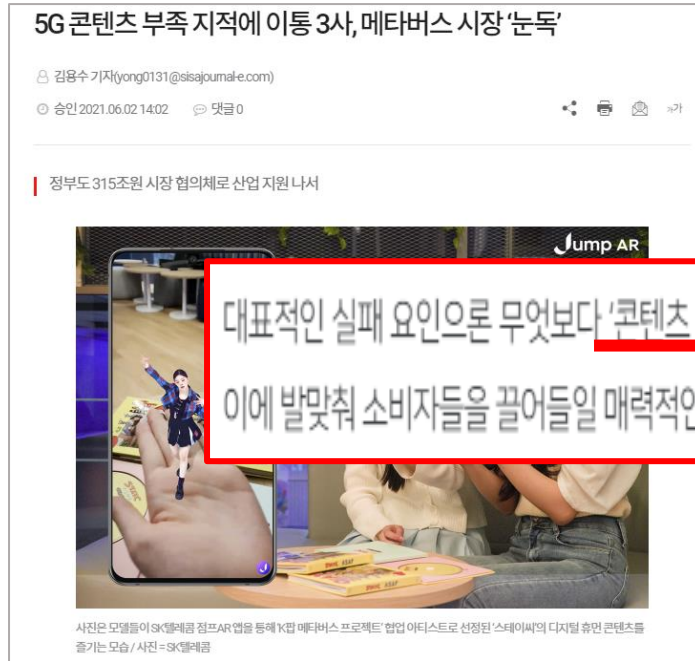 5G 콘텐츠 부족 지적에 이통 3사, 메타버스 시장 ‘눈독’
김용수 기자(yong0131@sisajournal-e.com)
승인 2021.06.02 14:02 댓글 0
가
정부도 315조원 시장 협의체로 산업 지원 나서
Jump AR
대표적인 실패 요인으론 무엇보다 ‘콘텐츠
이에 발맞춰 소비자들을 끌어들일 매력적인
사진은 모델들이 SK텔레콤 점프AR 앱을 통해 ‘K팝 메타버스 프로젝트’ 협업 아티스트로 선정된 ‘스테이씨’의 디지털 휴먼 콘텐츠를
즐기는 모습 / 사진 = SK텔레콤